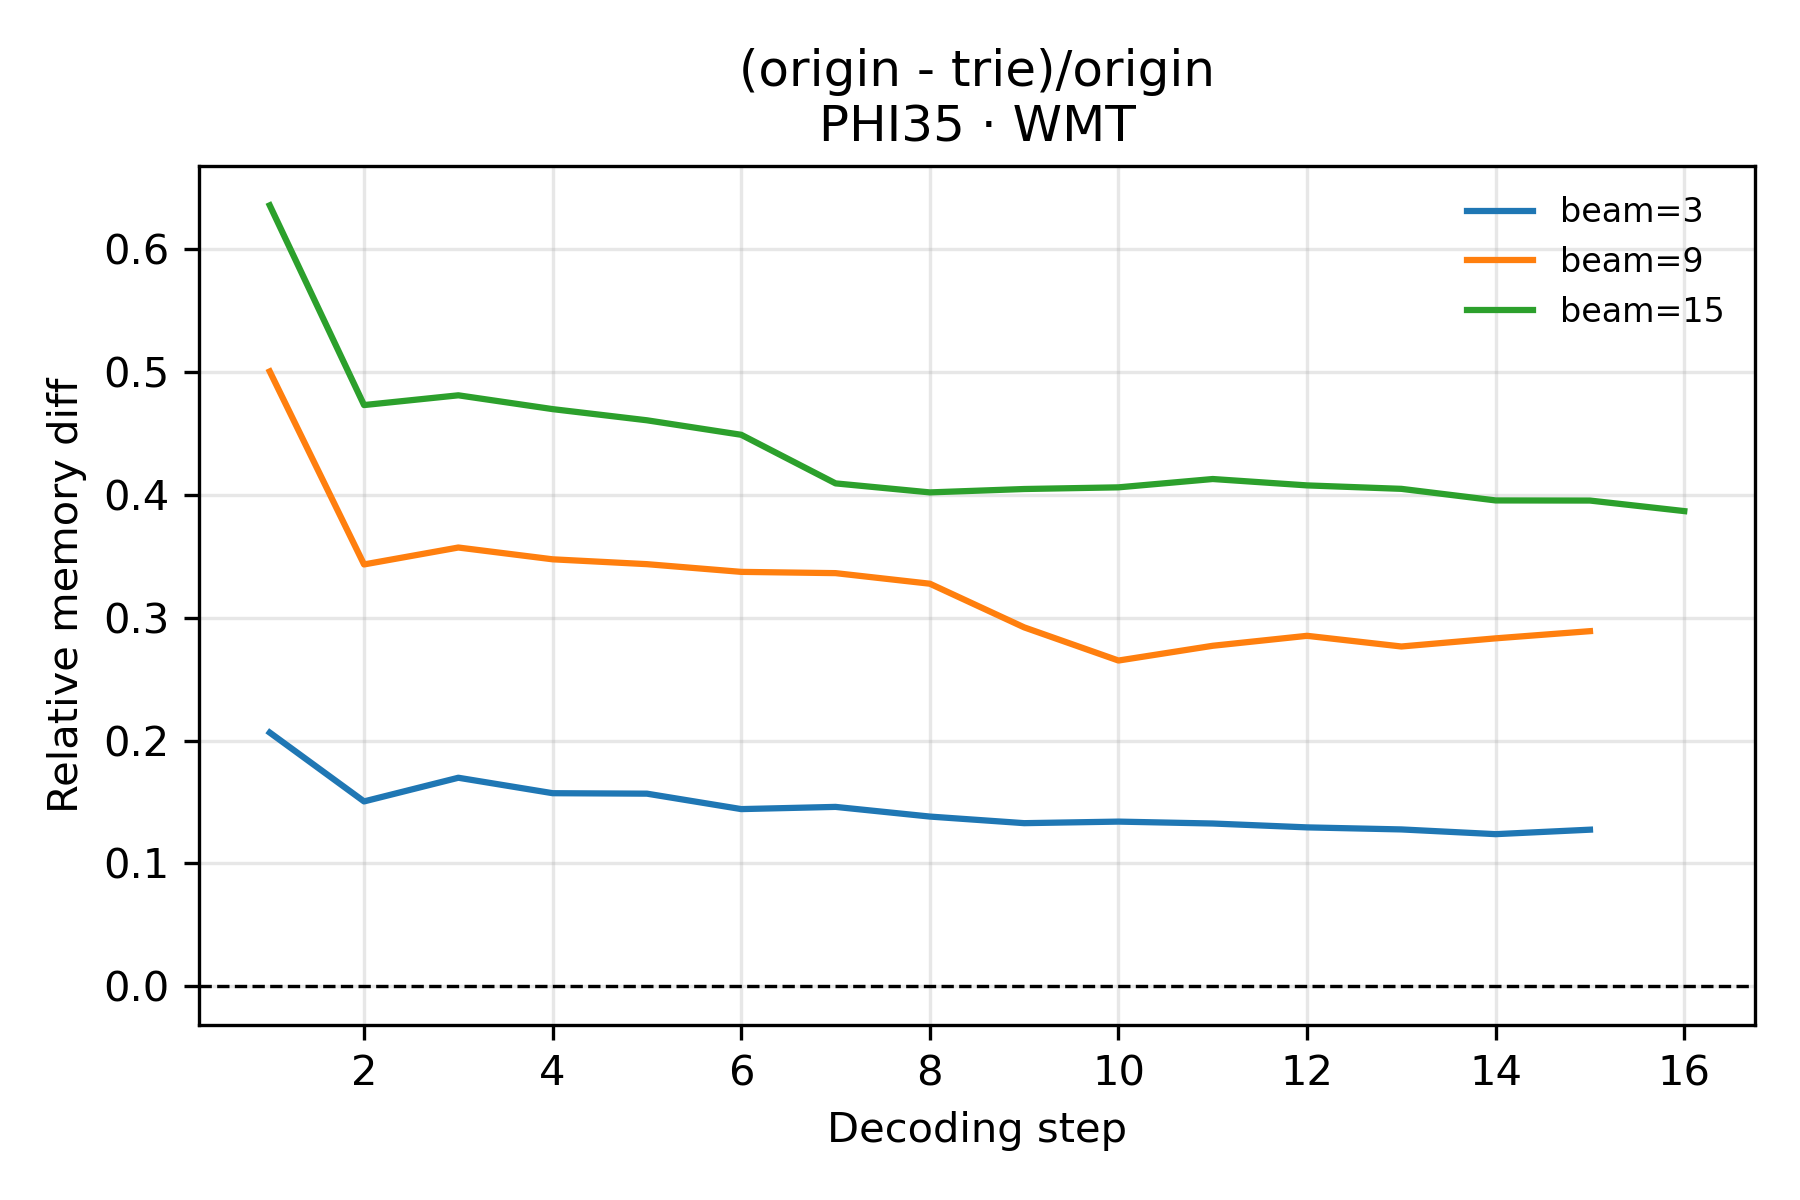 (origin - trie)/origin
PHI35 · WMT
beam=3
beam=9
beam=15
Relative memory diff
0.6
0.5
0.4
0.3
0.2
0.1
0.0
2 4 6 8 10 12 14 16
Decoding step